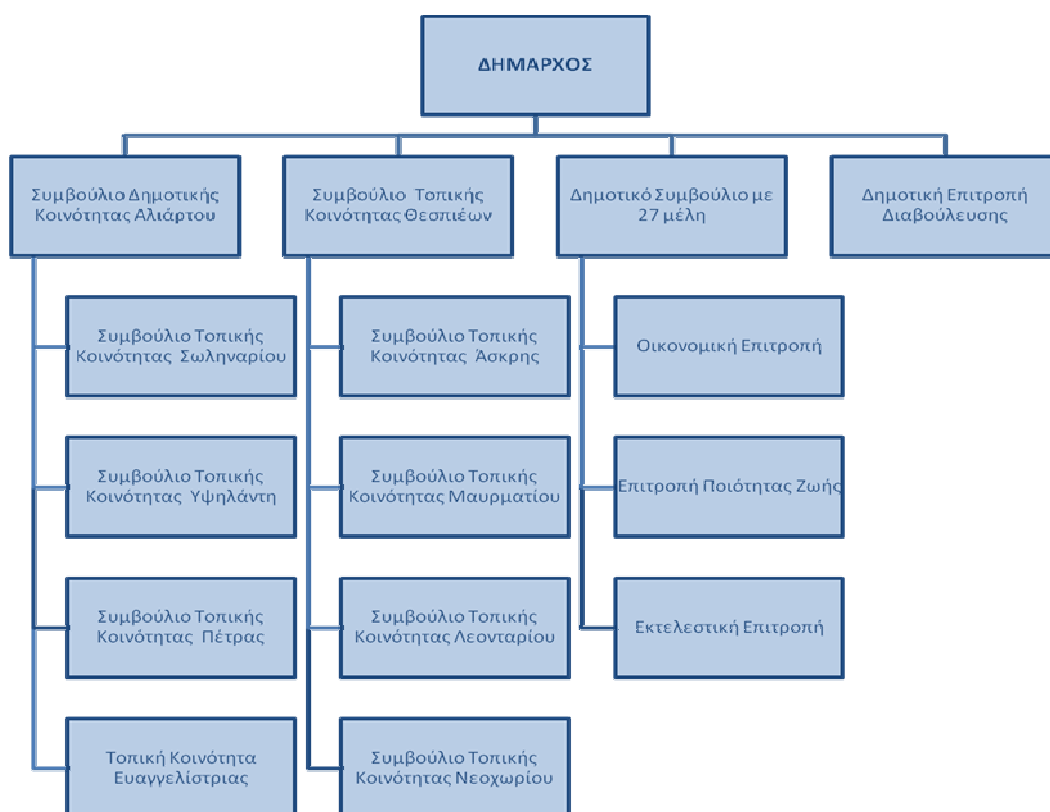 ΔΗΜΑΡΧΟΣ
Συμβούλιο Δημοτικής
Κοινότητας Αλιάρτου
Συμβούλιο Τοπικής
Κοινότητας Θεσπιέων
Δημοτικό Συμβούλιο με
27 μέλη
Δημοτική Επιτροπή
Διαβούλευσης
Συμβούλιο Τοπικής
Κοινότητας Σωληναρίου
Συμβούλιο Τοπικής
Κοινότητας Άσκρης
Οικονομική Επιτροπή
Συμβούλιο Τοπικής
Κοινότητας Υψηλάντη
Συμβούλιο Τοπικής
Κοινότητας Μαυρματίου
Επιτροπή Ποιότητας Ζωής
Συμβούλιο Τοπικής
Κοινότητας Πέτρας
Συμβούλιο Τοπικής
Κοινότητας Λεονταρίου
Εκτελεστική Επιτροπή
Τοπική Κοινότητα
Ευαγγελίστριας
Συμβούλιο Τοπικής
Κοινότητας Νεοχωρίου